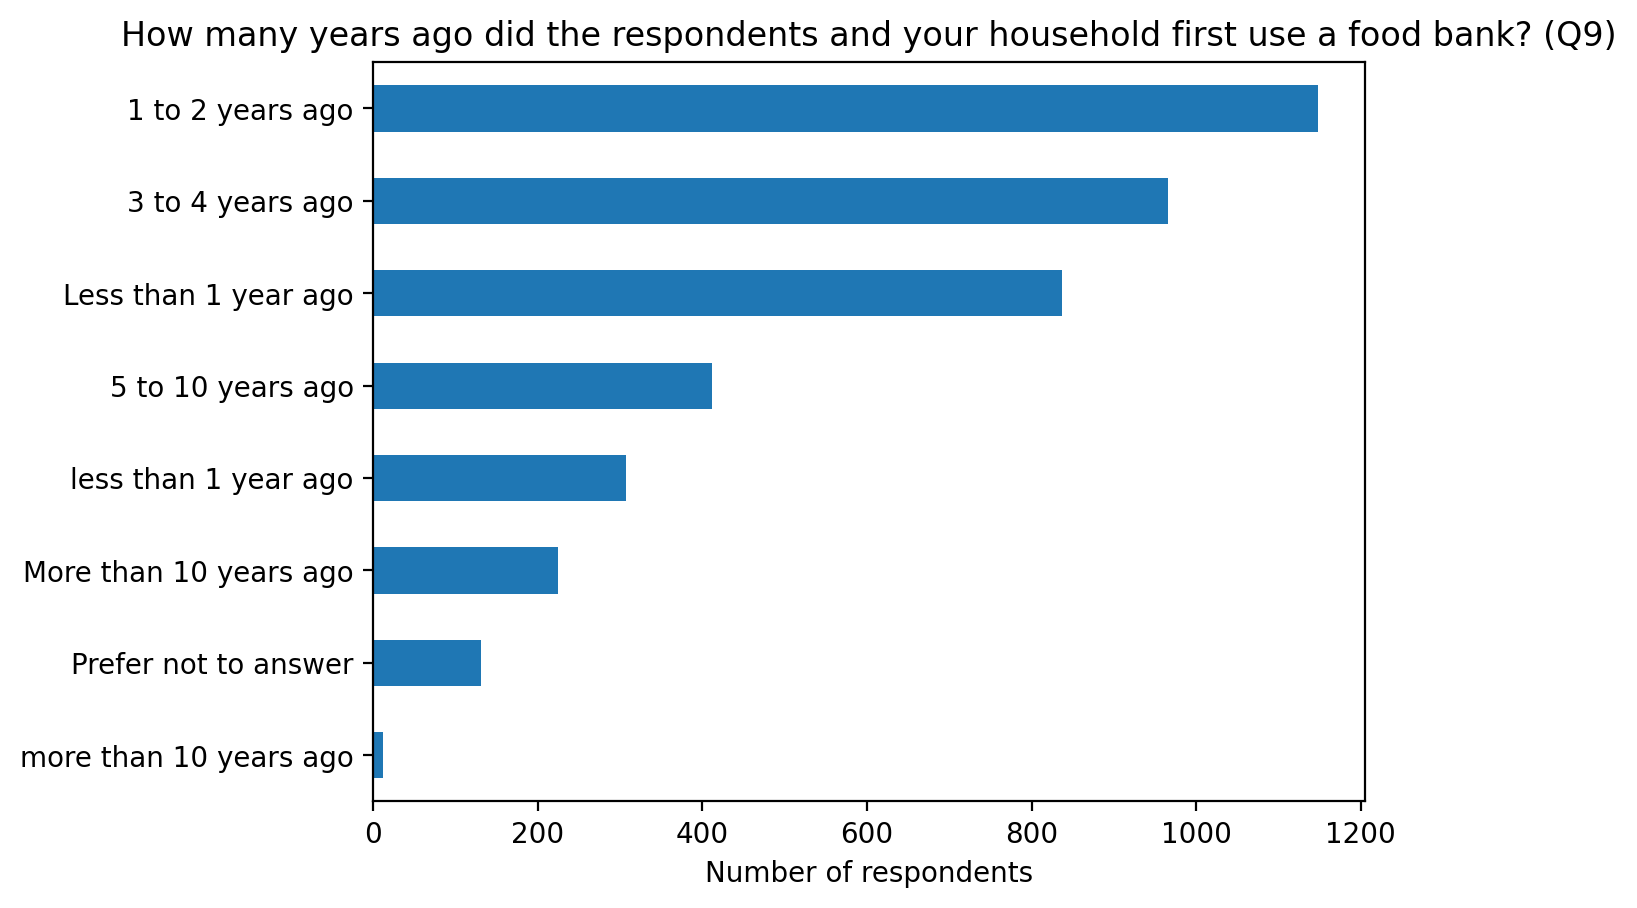 How many years ago did the respondents and your household first use a food bank? (Q9)
1 to 2 years ago
3 to 4 years ago
Less than 1 year ago
5 to 10 years ago
less than 1 year ago
More than 10 years ago
Prefer not to answer
more than 10 years ago
0 200 400 600 800 1000 1200
Number of respondents